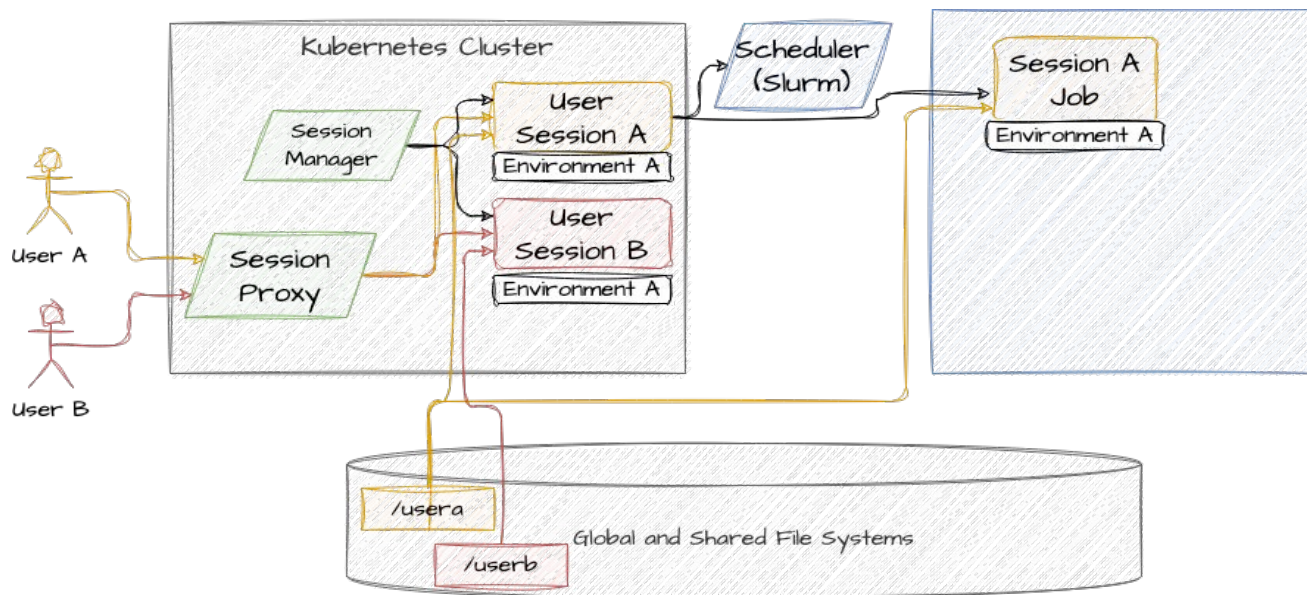 Kubernetes Cluster
Scheduler
(Slurm)
Session A
Job
Environment A
User
Session A
Environment A
Session
Manager
User
Session B
Environment A
User A
Session
Proxy
User B
/usera
Global and Shared File Systems
/userb